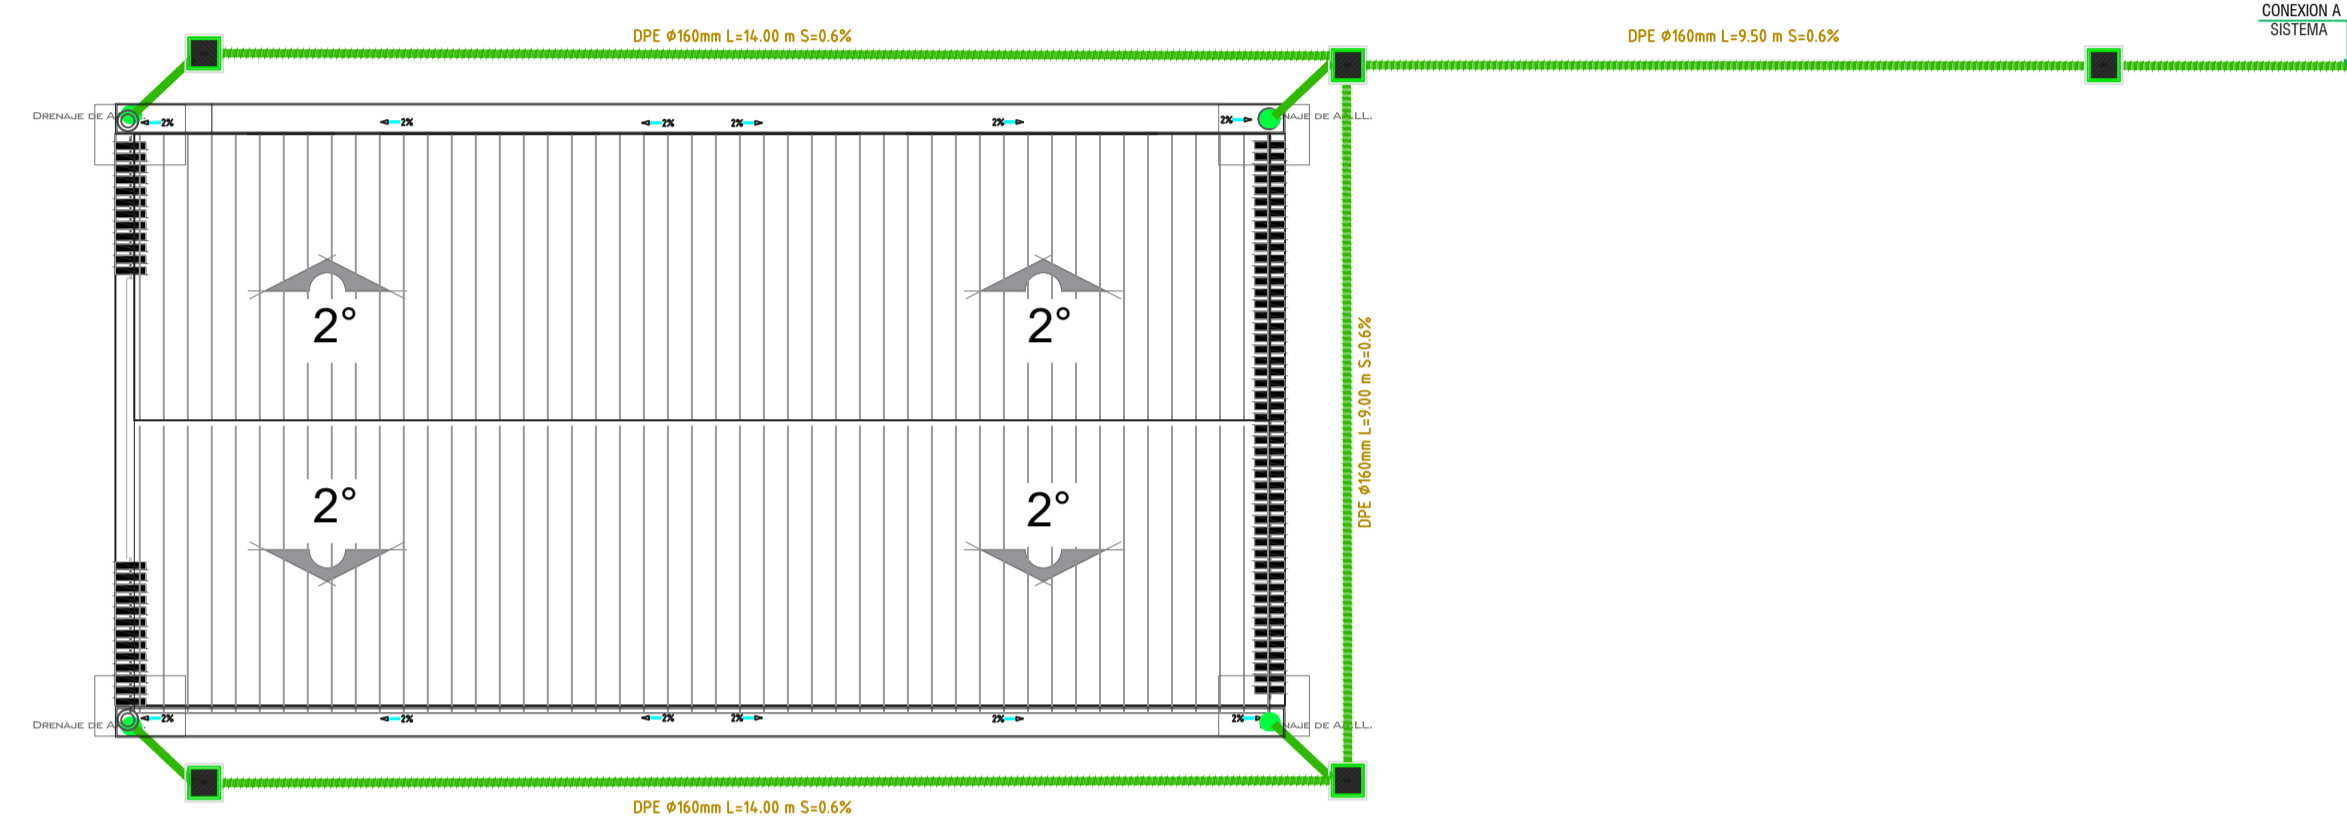 CONEXION A
SISTEMA
DPE Ø160mm L=14.00 m S=0.6%
DPE Ø160mm L=9.50 m S=0.6%
DRENAJE DE
2%
2%
2%
2%
2%
2%
DE LL.
2°
2°
DPE Ø160mm L=9.00 m S=0.6%
2°
2°
DRENAJE DE
2%
2%
2%
2%
2%
2%
DE LL.
DPE Ø160mm L=14.00 m S=0.6%